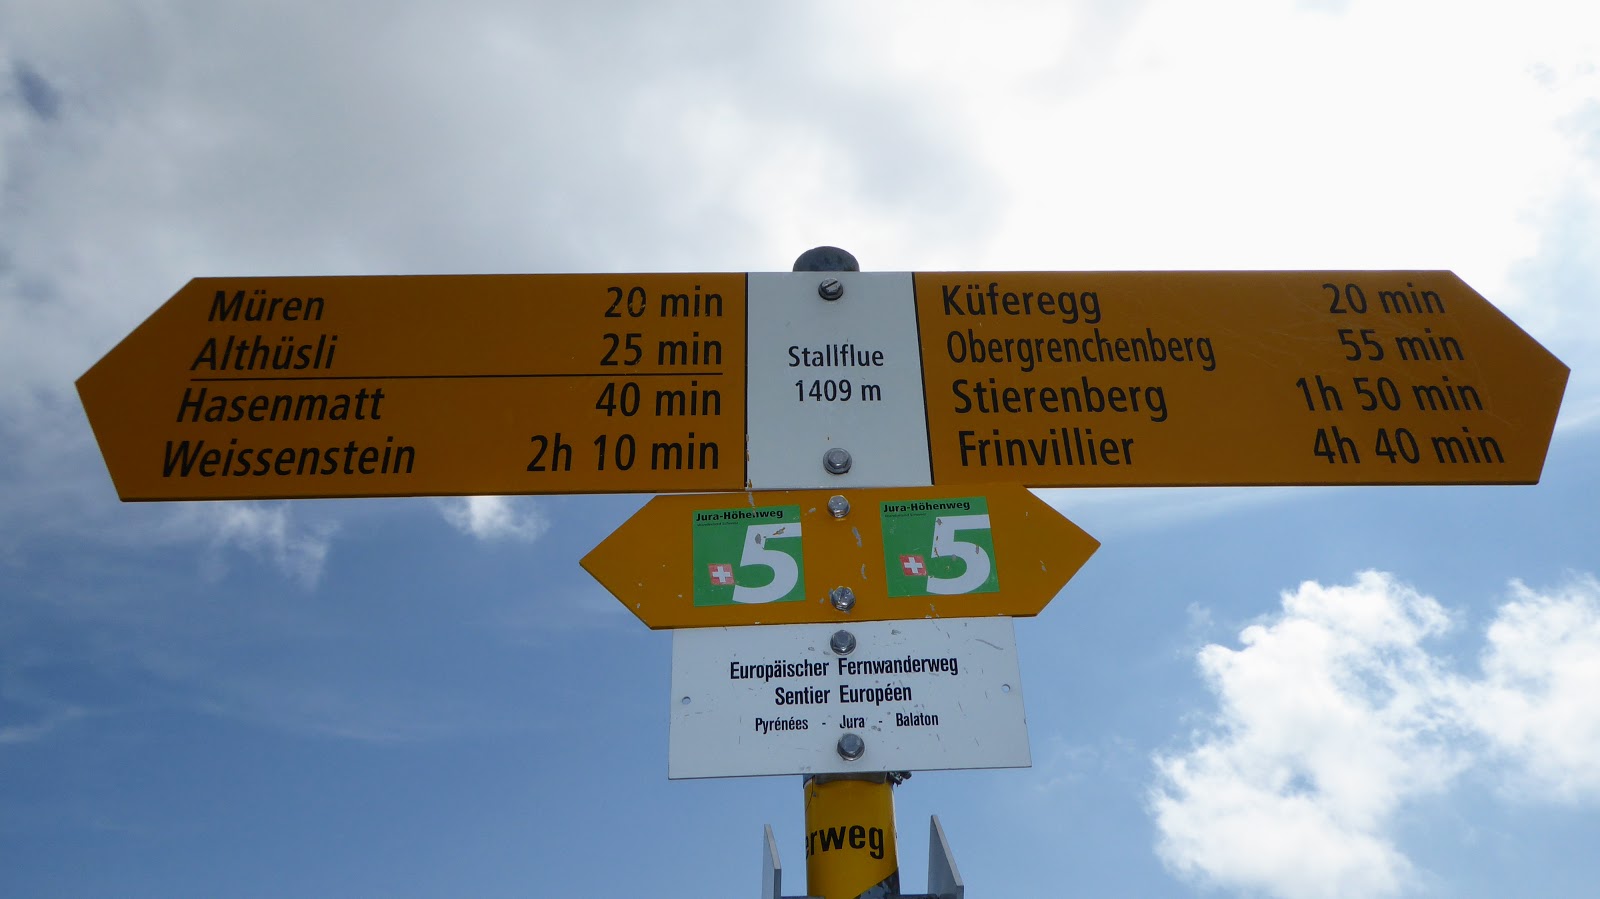 Müren 20 min
Althüsli 25 min
Hasenmatt 40 min
Weissenstein 2h 10 min
Stallflue
1409 m
Küferegg 20 min
Obergrenchenberg 55 min
Stierenberg 1h 50 min
Frinvillier 4h 40 min
Jura-Höhenweg
5
Jura-Höhenweg
5
Europäischer Fernwanderweg
Sentier Européen
Pyrénées - Jura - Balaton
erweg